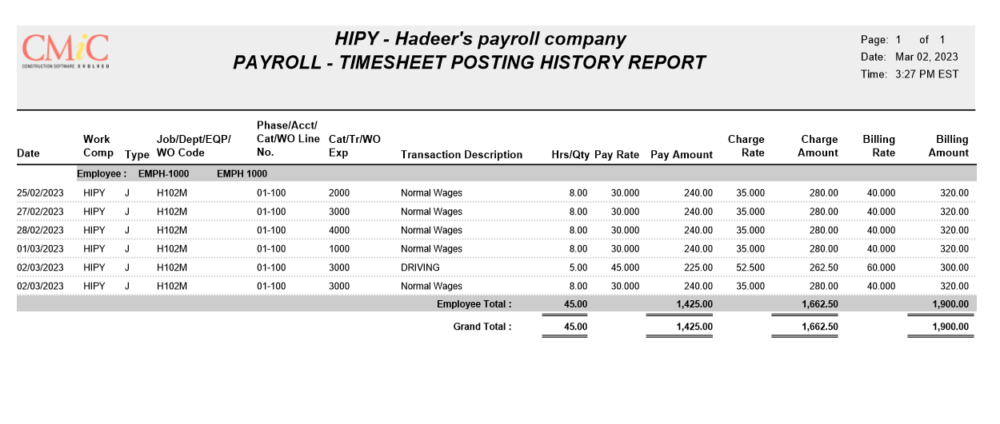 CMiC
CONSTRUCTION SOFTWARE. EVOLVED
HIPY - Hadeer's payroll company
PAYROLL - TIMESHEET POSTING HISTORY REPORT
Page: 1 of 1
Date: Mar 02, 2023
Time: 3:27 PM EST
Date Work Comp Type Job/Dept/EQP/ WO Code Phase/Acct/ Cat/WO Line No. Cat/Tr/WO Exp Transaction Description Hrs/Qty Pay Rate Pay Amount Charge Rate Charge Amount Billing Rate Billing Amount
Employee : EMPH-1000 EMPH 1000
25/02/2023 HIPY J H102M 01-100 2000 Normal Wages 8.00 30.000 240.00 35.000 280.00 40.000 320.00
27/02/2023 HIPY J H102M 01-100 3000 Normal Wages 8.00 30.000 240.00 35.000 280.00 40.000 320.00
28/02/2023 HIPY J H102M 01-100 4000 Normal Wages 8.00 30.000 240.00 35.000 280.00 40.000 320.00
01/03/2023 HIPY J H102M 01-100 1000 Normal Wages 8.00 30.000 240.00 35.000 280.00 40.000 320.00
02/03/2023 HIPY J H102M 01-100 3000 DRIVING 5.00 45.000 225.00 52.500 262.50 60.000 300.00
02/03/2023 HIPY J H102M 01-100 3000 Normal Wages 8.00 30.000 240.00 35.000 280.00 40.000 320.00
Employee Total : 45.00 1,425.00 1,662.50 1,900.00
Grand Total : 45.00 1,425.00 1,662.50 1,900.00